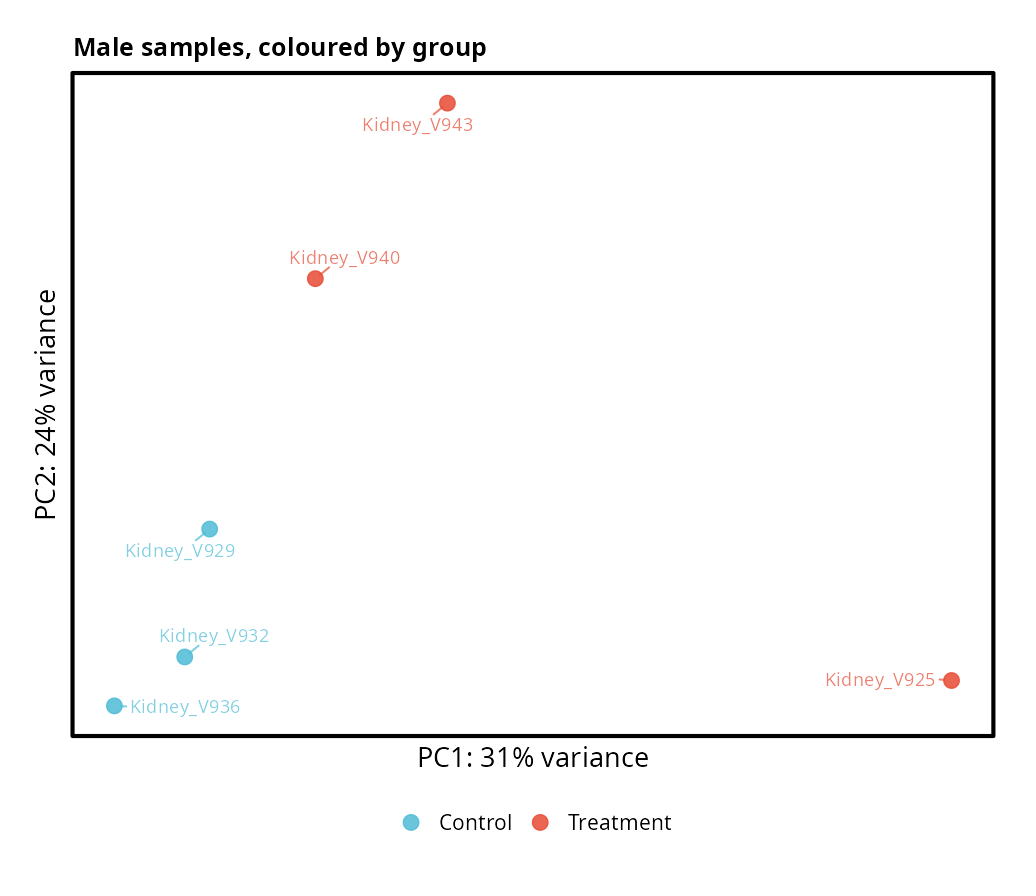 Male samples, coloured by group
Kidney_V943
Kidney_V940
PC2: 24% variance
Kidney_V929
Kidney_V932
Kidney_V925
Kidney_V936
PC1: 31% variance
Control
Treatment